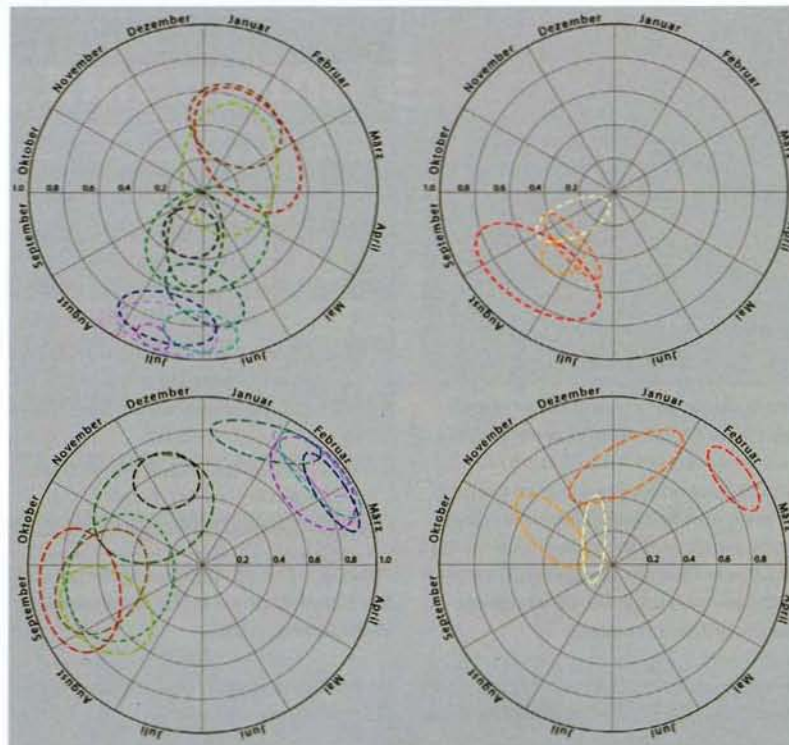 Dezember Januar
November Februar
Oktober März
1.0 0.8 0.6 0.4 0.2
September April
August Mai
Juli Juni
Dezember Januar
November Februar
Oktober März
1.0 0.8 0.6 0.4 0.2
September April
August Mai
Juli Juni
Dezember Januar
November Februar
Oktober März
0.2 0.4 0.6 0.8 1.0
September April
August Mai
Juli Juni
Dezember Januar
November Februar
Oktober März
0.2 0.4 0.6 0.8
September April
August Mai
Juli Juni